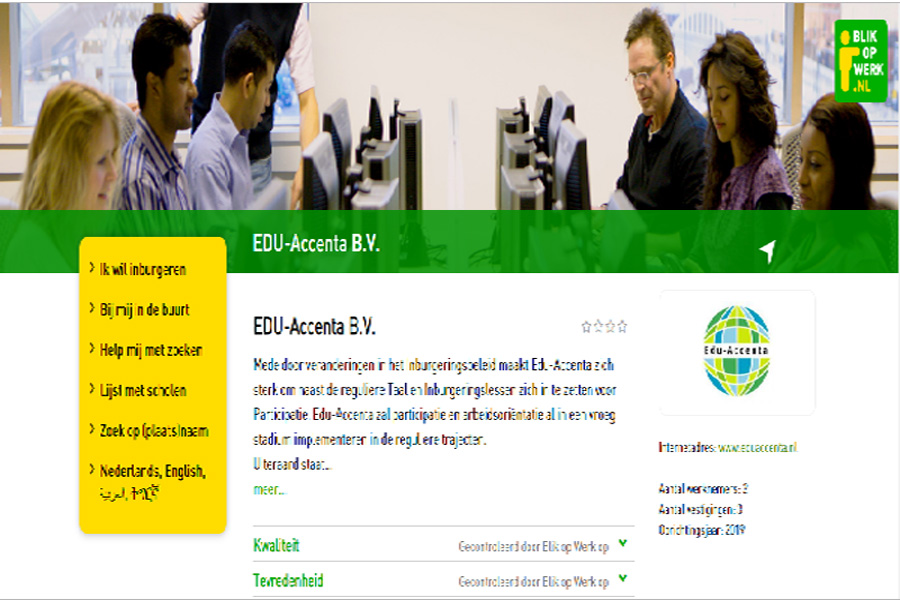 BLIK
OP
WERK
.NL
EDU-Accenta B.V.
Ik wil inburgeren
Bij mij in de buurt
Help mij met zoeken
Lijst met scholen
Zoek op (plaats)naam
Nederlands, English,
العربية, ትግርኛ
EDU-Accenta B.V.
Mede door veranderingen in het inburgeringsbeleid maakt Edu-Accenta zich
sterk om naast de reguliere Taal en Inburgeringslessen zich in te zetten voor
Participatie. Edu-Accenta zal participatie en arbeidsoriëntatie al in een vroeg
stadium implementeren in de reguliere trajecten.
Uiteraard staat...
meer...
Kwaliteit Gecontroleerd door Blik op Werk op
Tevredenheid Gecontroleerd door Blik op Werk op
Edu-Accenta
Internetadres: www.eduaccenta.nl
Aantal werknemers: 2
Aantal vestigingen: 3
Oprichtingsjaar: 2019